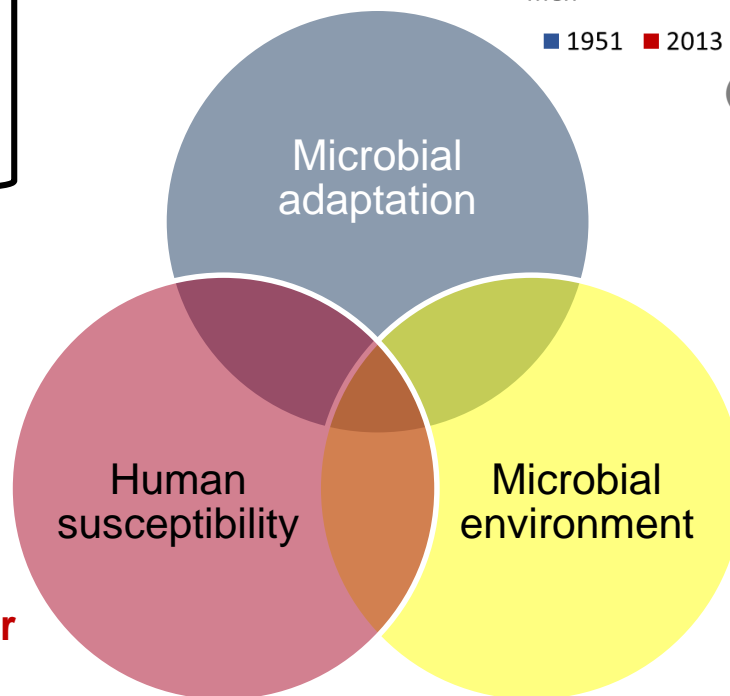 1951 2013
Microbial
adaptation
Human
susceptibility
Microbial
environment
r